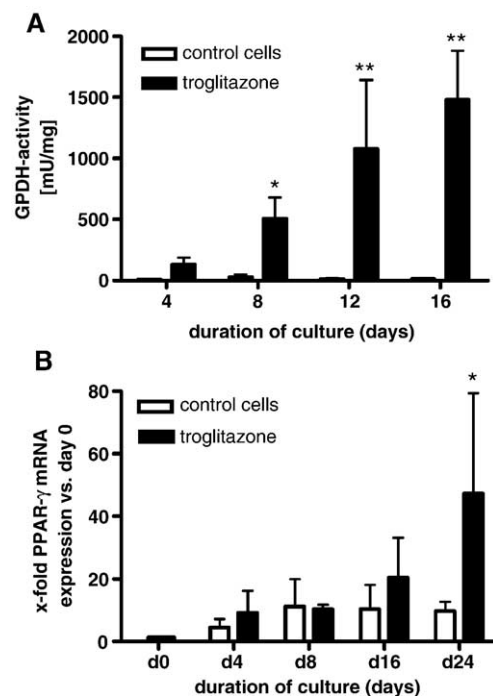 A
control cells
troglitazone
GPDH-activity
[mU/mg]
2000
1500
1000
500
0
*
**
**
4 8 12 16
duration of culture (days)
B
control cells
troglitazone
x-fold PPAR-γ mRNA
expression vs. day 0
80
60
40
20
0
*
d0 d4 d8 d16 d24
duration of culture (days)